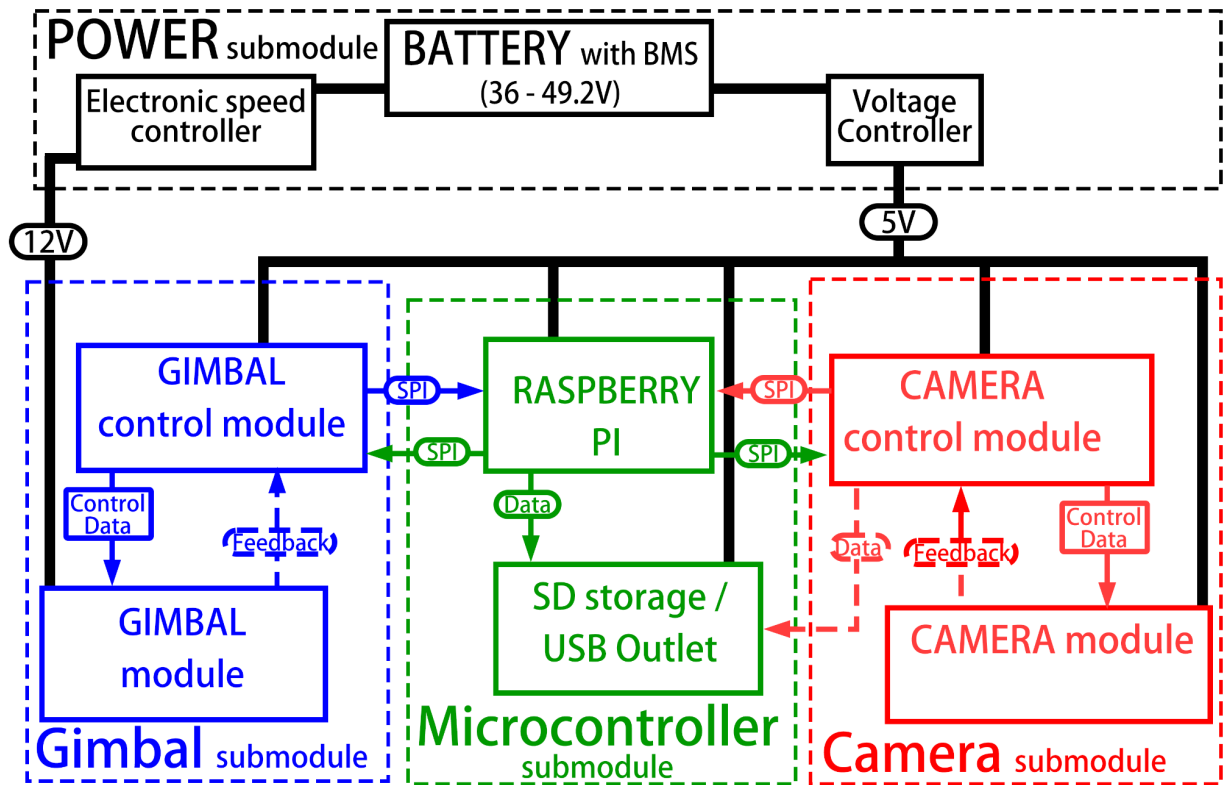 POWER submodule
BATTERY with BMS
(36 - 49.2V)
Electronic speed
controller
Voltage
Controller
12V
5V
GIMBAL
control module
SPI
SPI
RASPBERRY
PI
SPI
SPI
CAMERA
control module
Control
Data
Feedback
Data
Data
Feedback
Control
Data
GIMBAL
module
SD storage /
USB Outlet
CAMERA module
Gimbal submodule
Microcontroller
submodule
Camera submodule